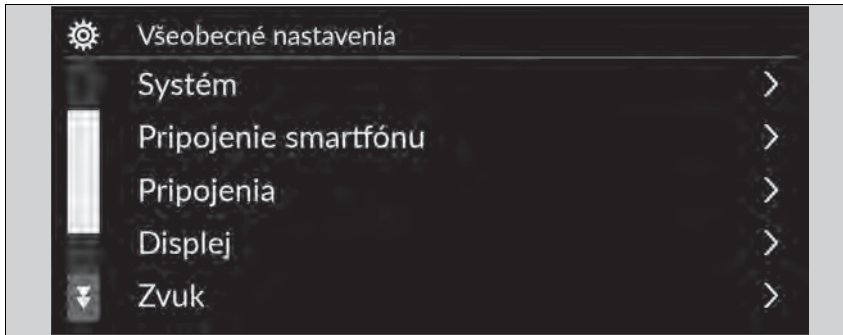 Všeobecné nastavenia
Systém
Pripojenie smartfónu
Pripojenia
Displej
Zvuk